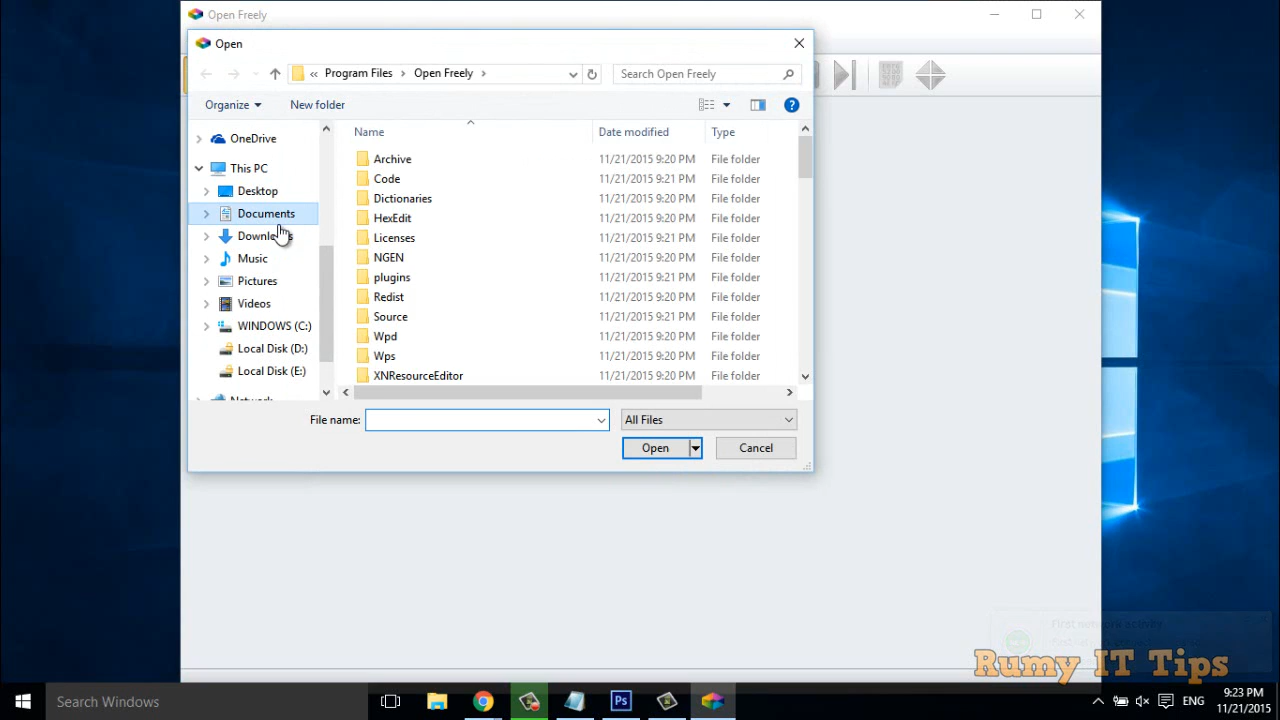 Open Freely
Open
« Program Files > Open Freely >
Search Open Freely
Organize
New folder
Name Date modified Type
OneDrive
This PC
Desktop
Documents
Downloads
Music
Pictures
Videos
WINDOWS (C:)
Local Disk (D:)
Local Disk (E:)
Network
Archive 11/21/2015 9:20 PM File folder
Code 11/21/2015 9:21 PM File folder
Dictionaries 11/21/2015 9:20 PM File folder
HexEdit 11/21/2015 9:20 PM File folder
Licenses 11/21/2015 9:21 PM File folder
NGEN 11/21/2015 9:20 PM File folder
plugins 11/21/2015 9:20 PM File folder
Redist 11/21/2015 9:20 PM File folder
Source 11/21/2015 9:21 PM File folder
Wpd 11/21/2015 9:20 PM File folder
Wps 11/21/2015 9:20 PM File folder
XNResourceEditor 11/21/2015 9:20 PM File folder
File name:
All Files
Open
Cancel
First network
Rumy IT Tips
Search Windows
Ps
ENG
9:23 PM
11/21/2015